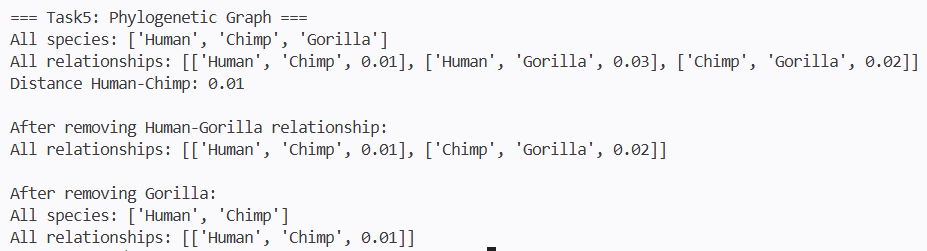 === Task5: Phylogenetic Graph ===
All species: ['Human', 'Chimp', 'Gorilla']
All relationships: [['Human', 'Chimp', 0.01], ['Human', 'Gorilla', 0.03], ['Chimp', 'Gorilla', 0.02]]
Distance Human-Chimp: 0.01
After removing Human-Gorilla relationship:
All relationships: [['Human', 'Chimp', 0.01], ['Chimp', 'Gorilla', 0.02]]
After removing Gorilla:
All species: ['Human', 'Chimp']
All relationships: [['Human', 'Chimp', 0.01]]